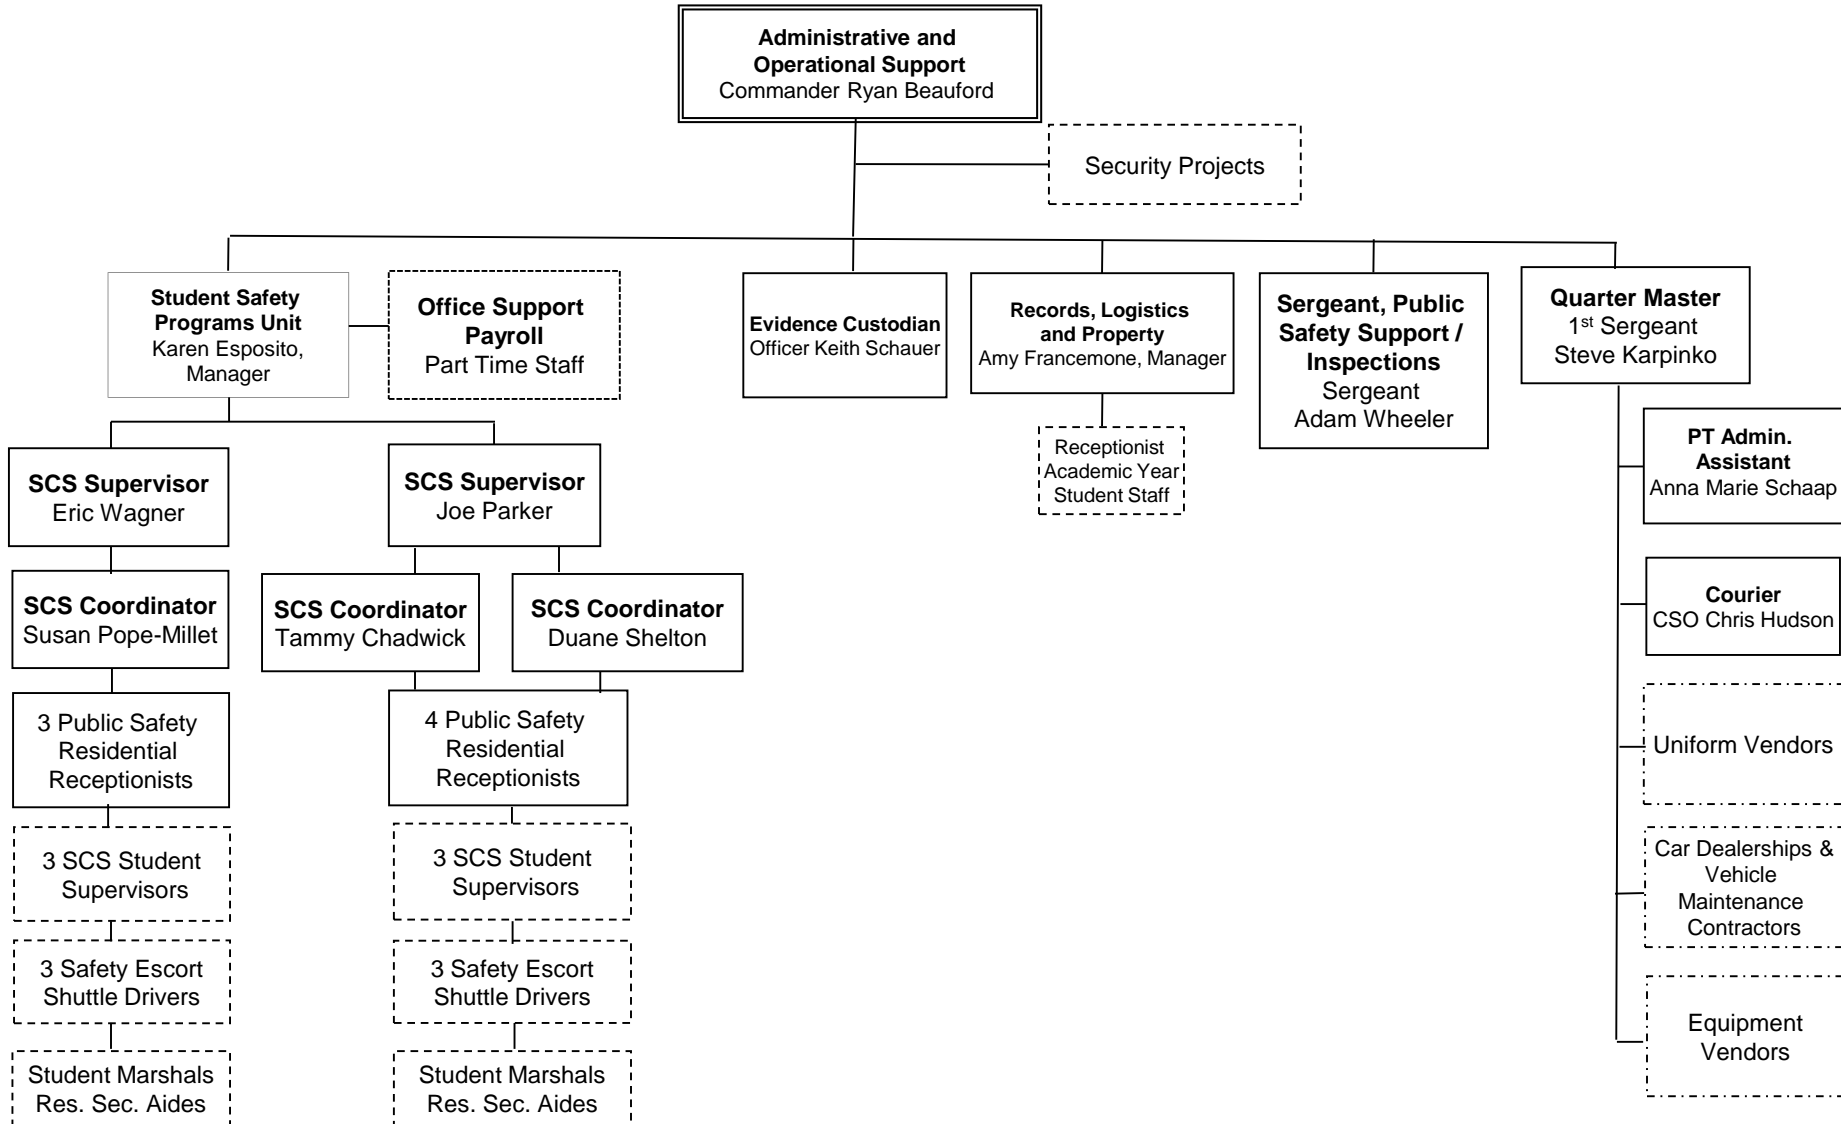 Administrative and
Operational Support
Commander Ryan Beauford
Security Projects
Student Safety
Programs Unit
Karen Esposito,
Manager
Office Support
Payroll
Part Time Staff
Evidence Custodian
Officer Keith Schauer
Records, Logistics
and Property
Amy Francemone, Manager
Sergeant, Public
Safety Support /
Inspections
Sergeant
Adam Wheeler
Quarter Master
1st Sergeant
Steve Karpinko
Receptionist
Academic Year
Student Staff
PT Admin.
Assistant
Anna Marie Schaap
SCS Supervisor
Eric Wagner
SCS Supervisor
Joe Parker
SCS Coordinator
Susan Pope-Millet
SCS Coordinator
Tammy Chadwick
SCS Coordinator
Duane Shelton
Courier
CSO Chris Hudson
3 Public Safety
Residential
Receptionists
4 Public Safety
Residential
Receptionists
Uniform Vendors
3 SCS Student
Supervisors
3 SCS Student
Supervisors
Car Dealerships &
Vehicle
Maintenance
Contractors
3 Safety Escort
Shuttle Drivers
3 Safety Escort
Shuttle Drivers
Equipment
Vendors
Student Marshals
Res. Sec. Aides
Student Marshals
Res. Sec. Aides